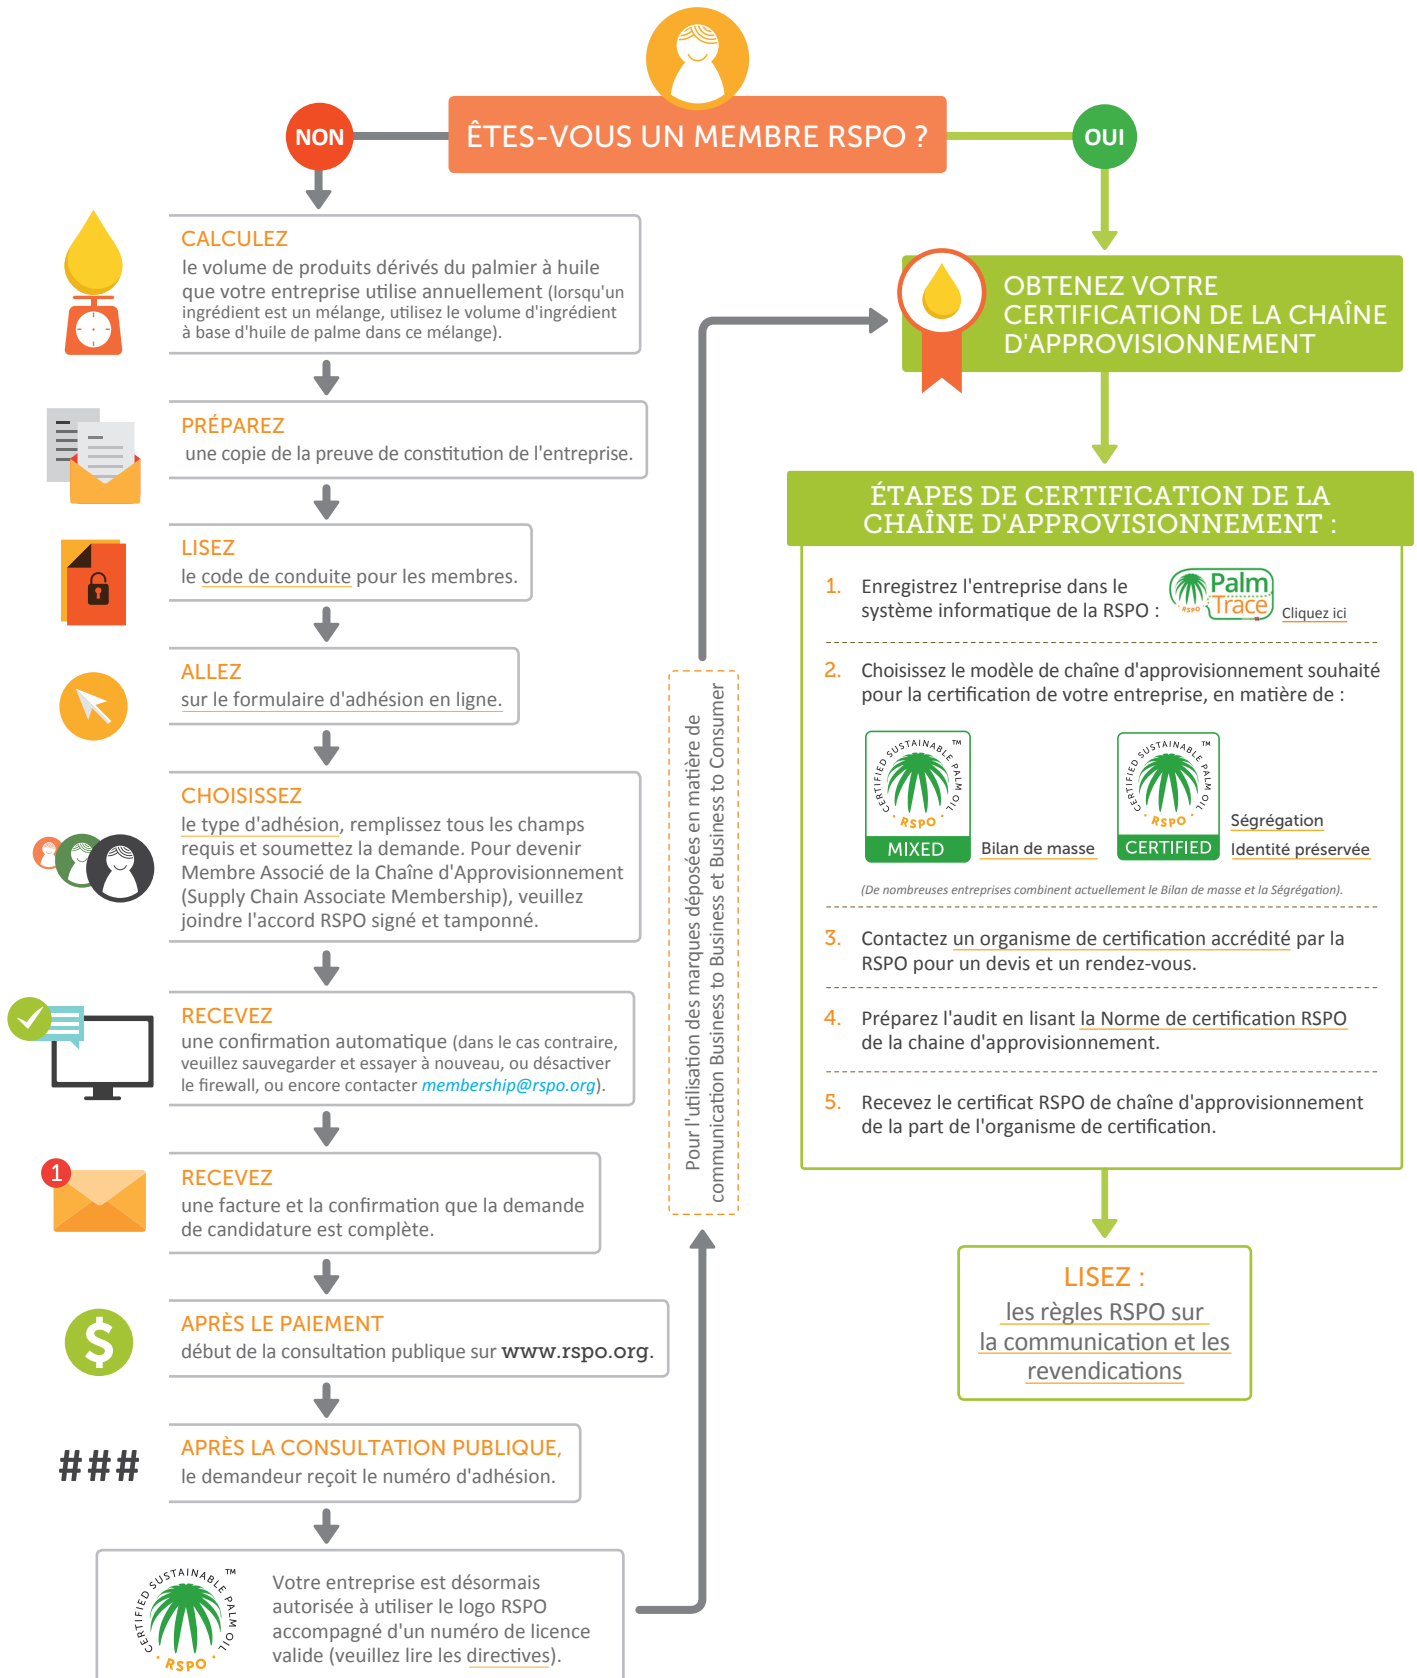 ÊTES-VOUS UN MEMBRE RSPO ?
NON
OUI
CALCULEZ
le volume de produits dérivés du palmier à huile
que votre entreprise utilise annuellement (lorsqu'un
ingrédient est un mélange, utilisez le volume d'ingrédient
à base d'huile de palme dans ce mélange).
PRÉPAREZ
une copie de la preuve de constitution de l'entreprise.
LISEZ
le code de conduite pour les membres.
ALLEZ
sur le formulaire d'adhésion en ligne.
CHOISISSEZ
le type d'adhésion, remplissez tous les champs
requis et soumettez la demande. Pour devenir
Membre Associé de la Chaîne d'Approvisionnement
(Supply Chain Associate Membership), veuillez
joindre l'accord RSPO signé et tamponné.
RECEVEZ
une confirmation automatique (dans le cas contraire,
veuillez sauvegarder et essayer à nouveau, ou désactiver
le firewall, ou encore contacter membership@rspo.org).
1
RECEVEZ
une facture et la confirmation que la demande
de candidature est complète.
$
APRÈS LE PAIEMENT
début de la consultation publique sur www.rspo.org.
###
APRÈS LA CONSULTATION PUBLIQUE,
le demandeur reçoit le numéro d'adhésion.
CERTIFIED SUSTAINABLE PALM OIL ™
RSPO
Votre entreprise est désormais
autorisée à utiliser le logo RSPO
accompagné d'un numéro de licence
valide (veuillez lire les directives).
Pour l'utilisation des marques déposées en matière de
communication Business to Business et Business to Consumer
OBTENEZ VOTRE
CERTIFICATION DE LA CHAÎNE
D'APPROVISIONNEMENT
ÉTAPES DE CERTIFICATION DE LA
CHAÎNE D'APPROVISIONNEMENT :
1. Enregistrez l'entreprise dans le
système informatique de la RSPO :
RSPO
Palm
Trace
Cliquez ici
2. Choisissez le modèle de chaîne d'approvisionnement souhaité
pour la certification de votre entreprise, en matière de :
CERTIFIED SUSTAINABLE PALM OIL ™
RSPO
MIXED
Bilan de masse
CERTIFIED SUSTAINABLE PALM OIL ™
RSPO
CERTIFIED
Ségrégation
Identité préservée
(De nombreuses entreprises combinent actuellement le Bilan de masse et la Ségrégation).
3. Contactez un organisme de certification accrédité par la
RSPO pour un devis et un rendez-vous.
4. Préparez l'audit en lisant la Norme de certification RSPO
de la chaine d'approvisionnement.
5. Recevez le certificat RSPO de chaîne d'approvisionnement
de la part de l'organisme de certification.
LISEZ :
les règles RSPO sur
la communication et les
revendications